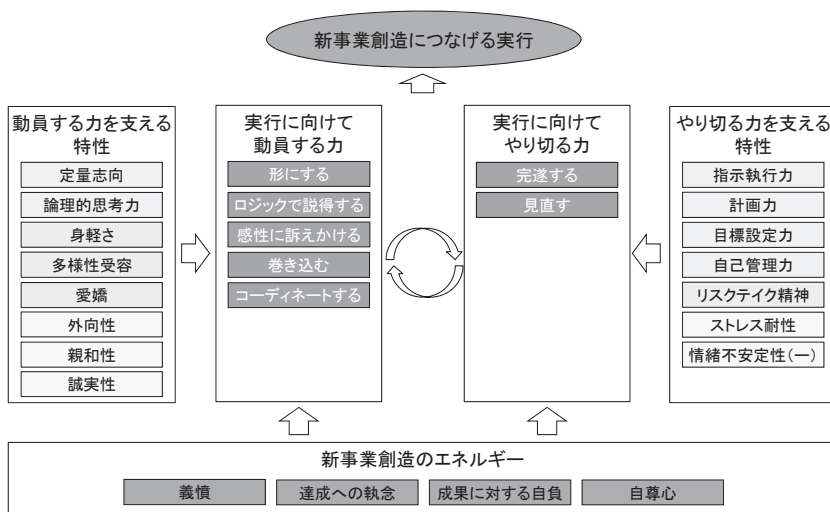 新事業創造につなげる実行
動員する力を支える
特性
定量志向
論理的思考力
身軽さ
多様性受容
愛嬌
外向性
親和性
誠実性
実行に向けて
動員する力
形にする
ロジックで説得する
感性に訴えかける
巻き込む
コーディネートする
実行に向けて
やり切る力
完遂する
見直す
やり切る力を支える
特性
指示執行力
計画力
目標設定力
自己管理力
リスクテイク精神
ストレス耐性
情緒不安定性(ー)
新事業創造のエネルギー
義憤
達成への執念
成果に対する自負
自尊心